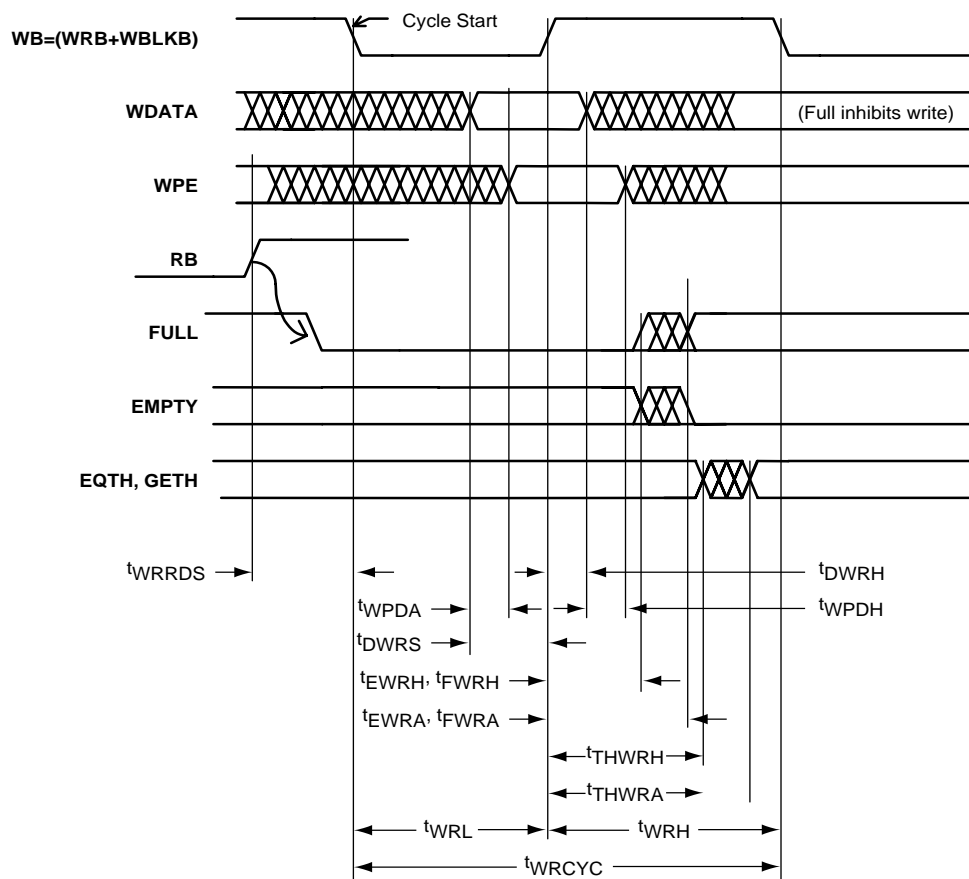 Cycle Start
WB=(WRB+WBLKB)
WDATA
(Full inhibits write)
WPE
RB
FULL
EMPTY
EQTH, GETH
tWRRDS
tDWRH
tWPDA
tWPDH
tDWRS
tEWRH, tFWRH
tEWRA, tFWRA
tTHWRH
tTHWRA
tWRL
tWRH
tWRCYC